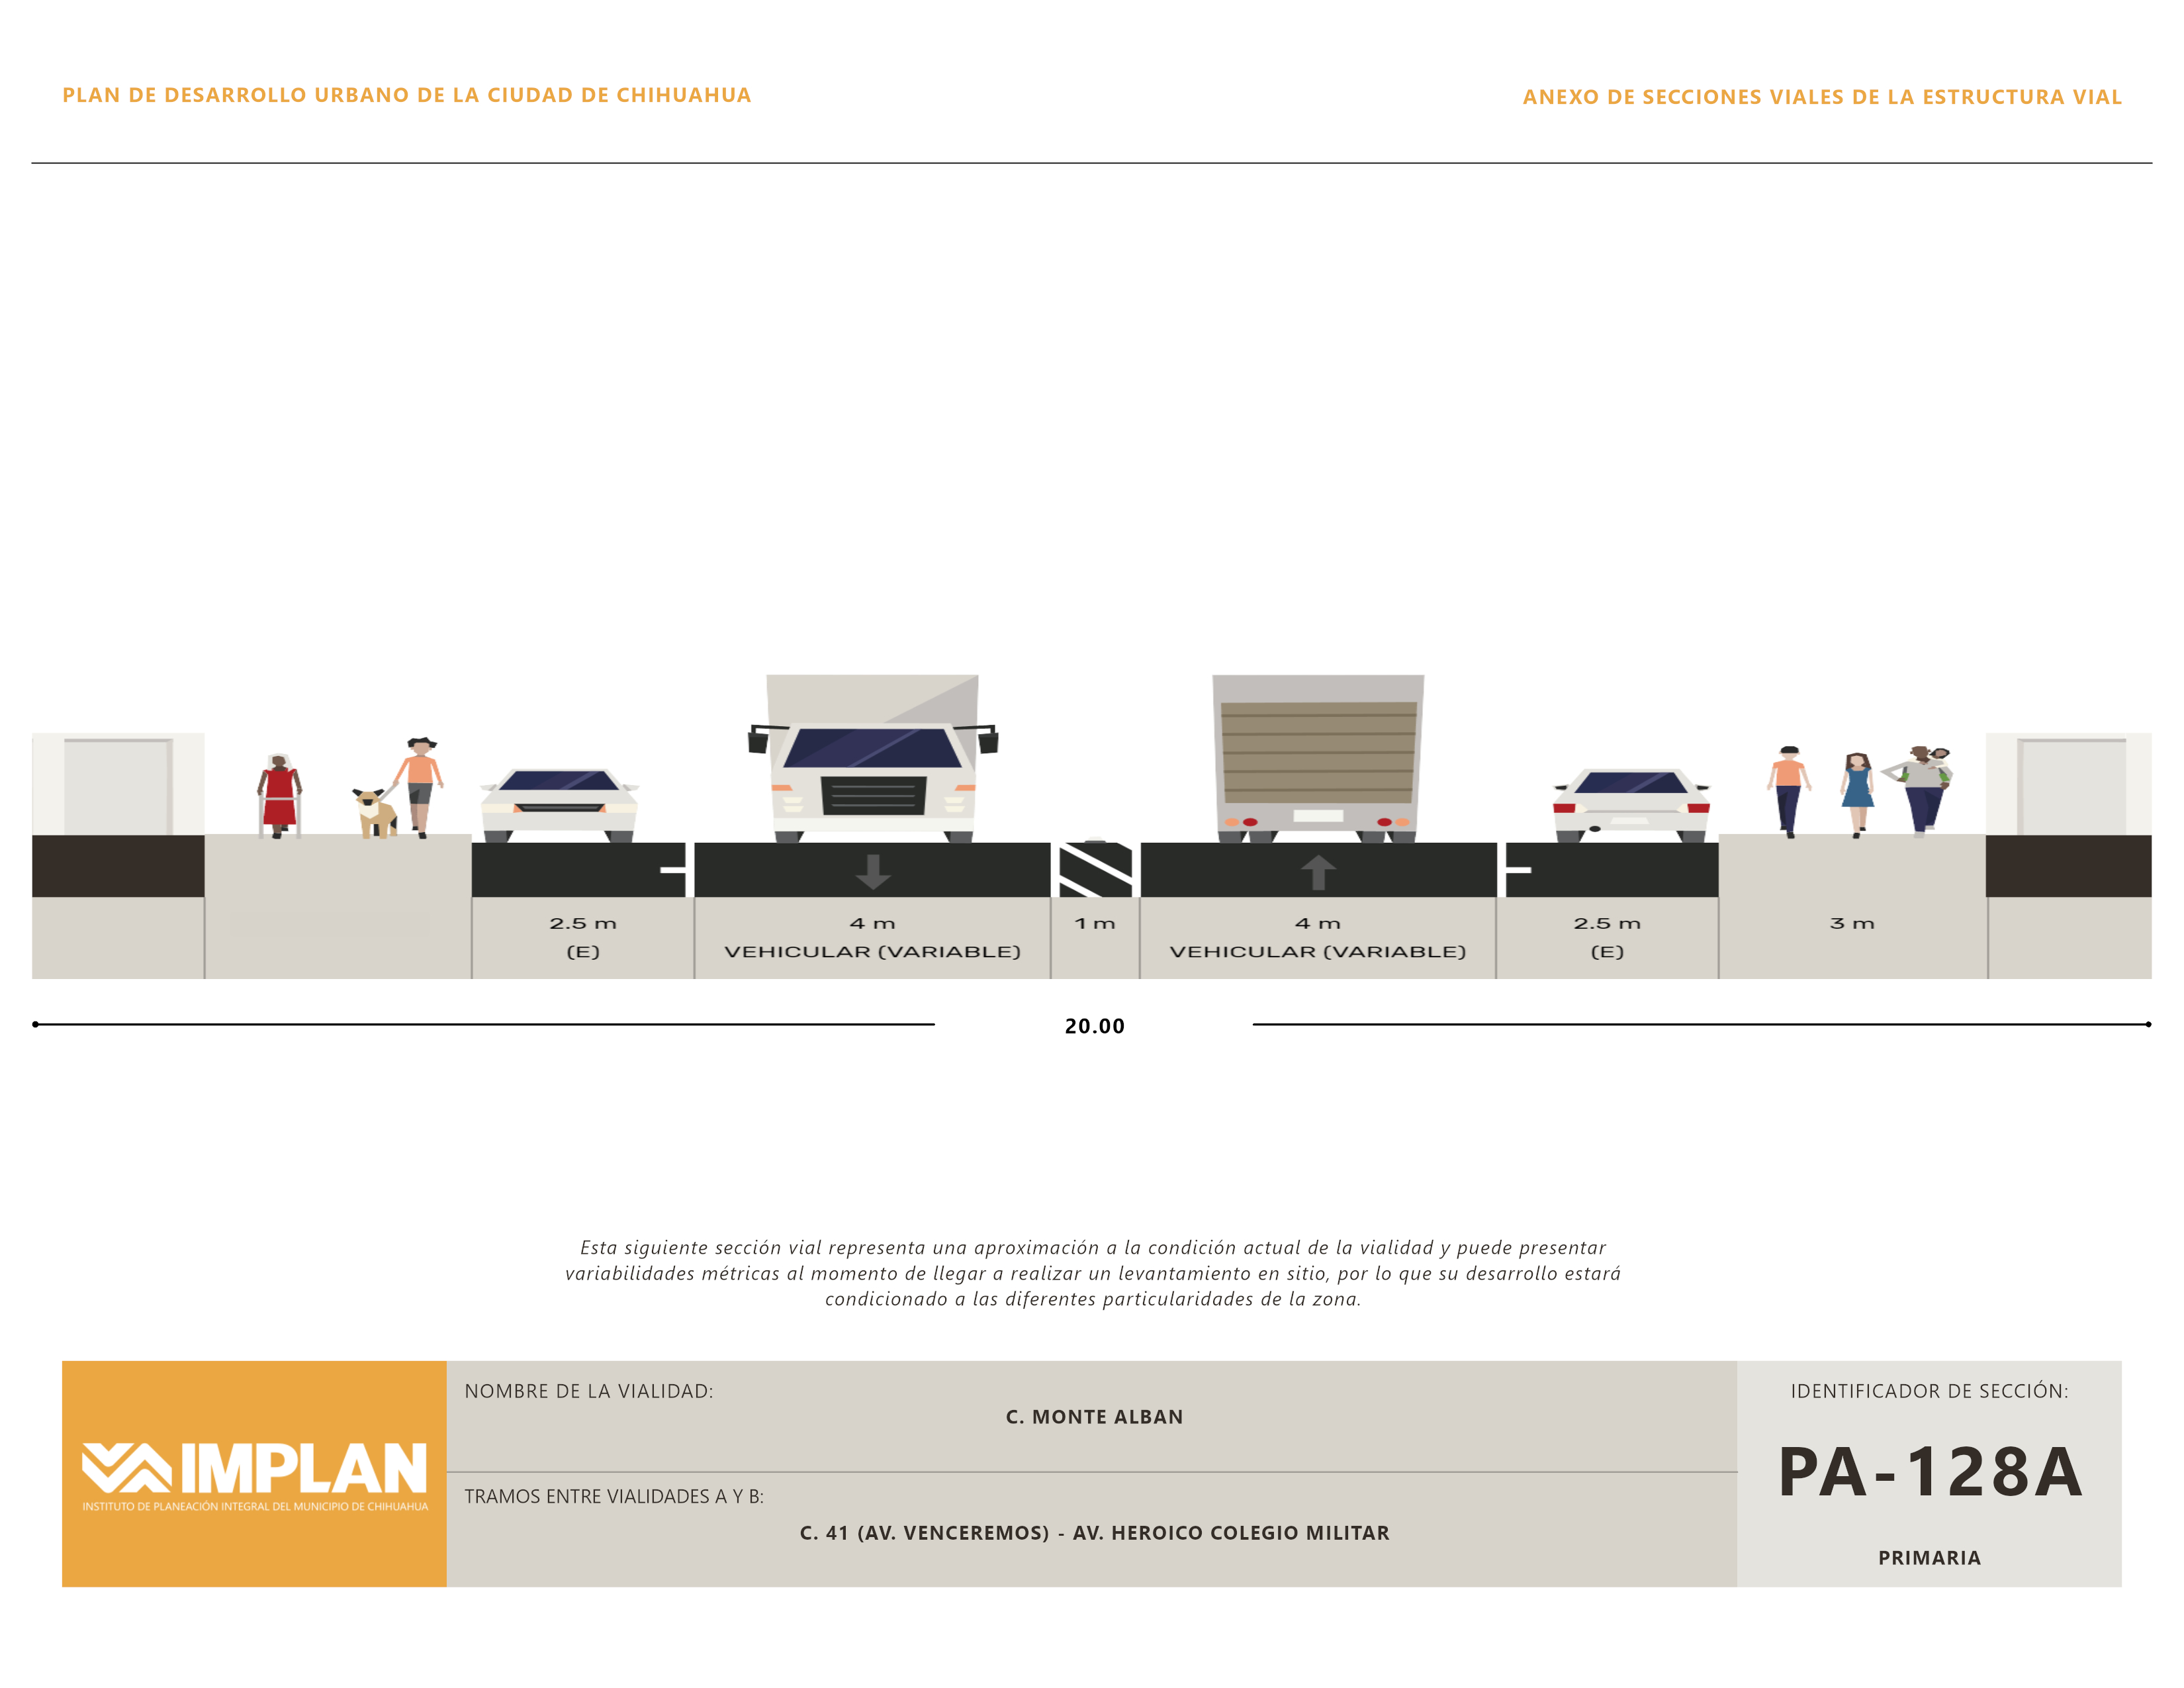 PLAN DE DESARROLLO URBANO DE LA CIUDAD DE CHIHUAHUA
ANEXO DE SECCIONES VIALES DE LA ESTRUCTURA VIAL
2.5 m
(E)
4 m
VEHICULAR (VARIABLE)
1 m
4 m
VEHICULAR (VARIABLE)
2.5 m
(E)
3 m
20.00
Esta siguiente sección vial representa una aproximación a la condición actual de la vialidad y puede presentar
variabilidades métricas al momento de llegar a realizar un levantamiento en sitio, por lo que su desarrollo estará
condicionado a las diferentes particularidades de la zona.
IMPLAN
INSTITUTO DE PLANEACIÓN INTEGRAL DEL MUNICIPIO DE CHIHUAHUA
NOMBRE DE LA VIALIDAD:
C. MONTE ALBAN
TRAMOS ENTRE VIALIDADES A Y B:
C. 41 (AV. VENCEREMOS) - AV. HEROICO COLEGIO MILITAR
IDENTIFICADOR DE SECCIÓN:
PA-128A
PRIMARIA